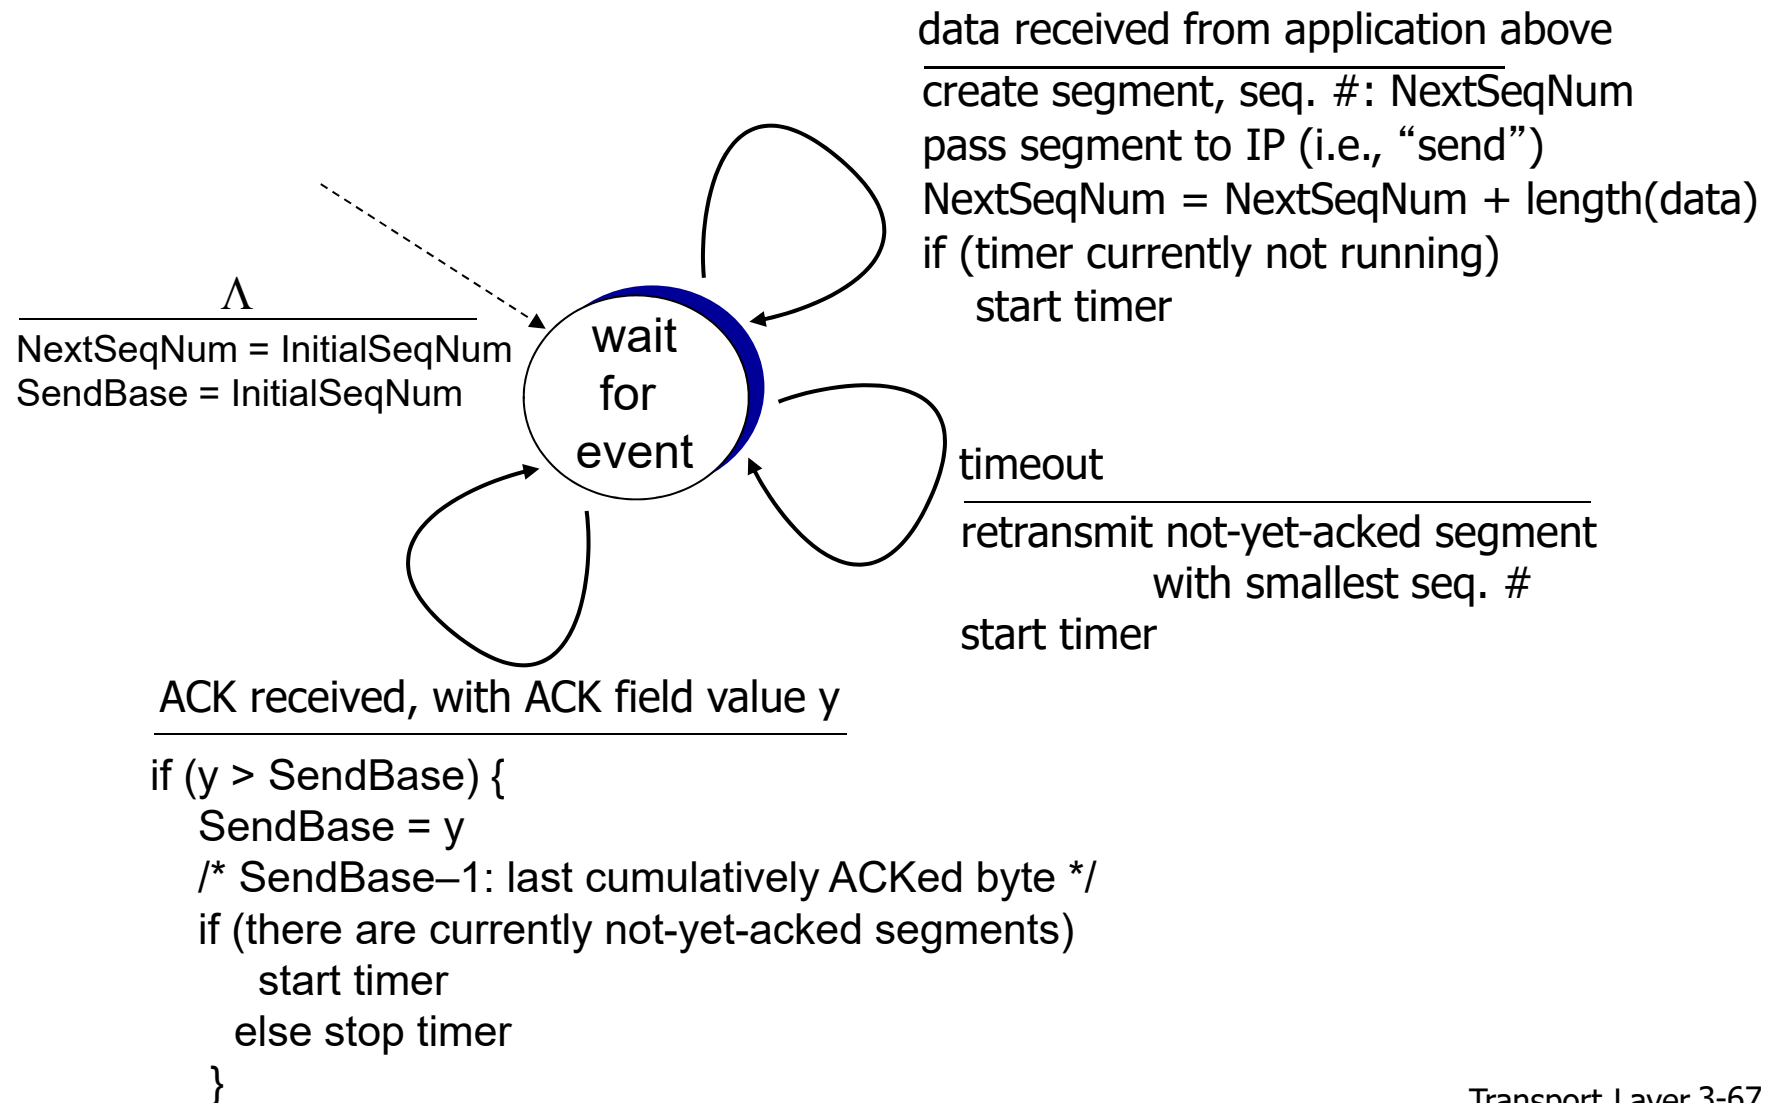 data received from application above
create segment, seq. #: NextSeqNum
pass segment to IP (i.e., “send”)
NextSeqNum = NextSeqNum + length(data)
if (timer currently not running)
start timer
Λ
NextSeqNum = InitialSeqNum
SendBase = InitialSeqNum
wait
for
event
timeout
retransmit not-yet-acked segment
with smallest seq. #
start timer
ACK received, with ACK field value y
if (y > SendBase) {
SendBase = y
/* SendBase–1: last cumulatively ACKed byte */
if (there are currently not-yet-acked segments)
start timer
else stop timer
}
Transport Layer 3-67